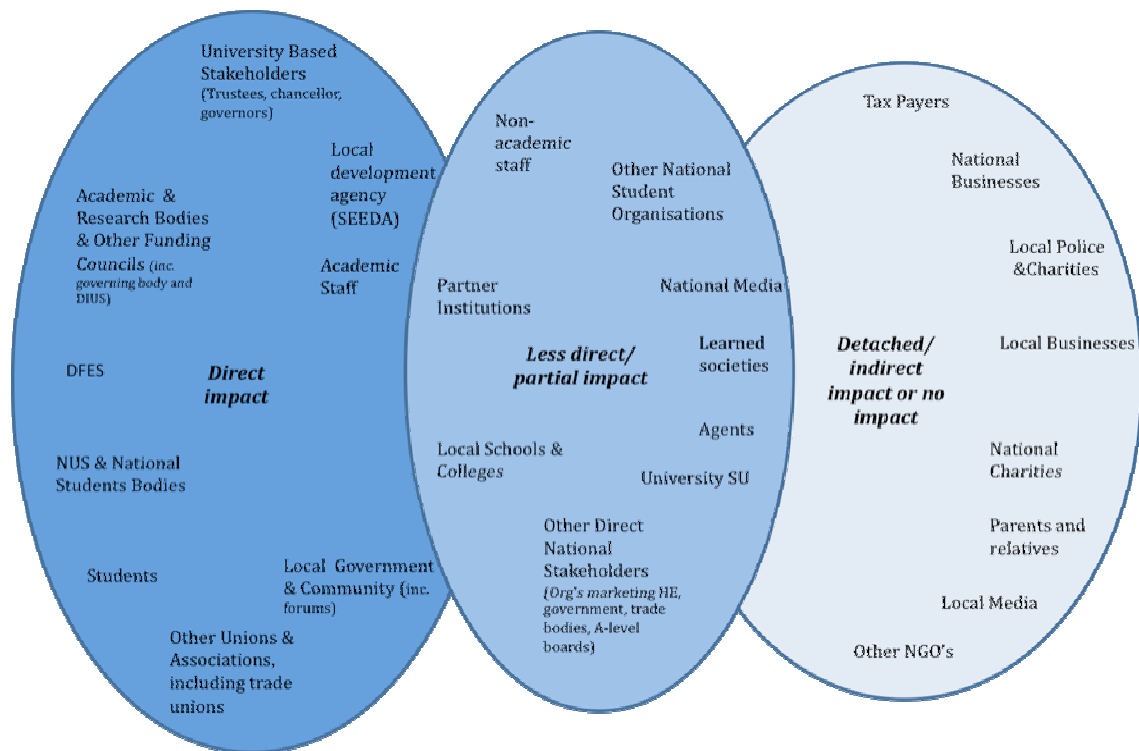 University Based
Stakeholders
(Trustees, chancellor,
governors)
Local
development
agency
(SEEDA)
Academic &
Research Bodies
& Other Funding
Councils (inc.
governing body and
DIUS)
Academic
Staff
DFES
Direct
impact
NUS & National
Students Bodies
Students
Local Government
& Community (inc.
forums)
Other Unions &
Associations,
including trade
unions
Non-
academic
staff
Other National
Student
Organisations
Partner
Institutions
National Media
Less direct/
partial impact
Learned
societies
Agents
Local Schools &
Colleges
University SU
Other Direct
National
Stakeholders
(Org's marketing HE,
government, trade
bodies, A-level
boards)
Tax Payers
National
Businesses
Local Police
&Charities
Local Businesses
Detached/
indirect
impact or no
impact
National
Charities
Parents and
relatives
Local Media
Other NGO's